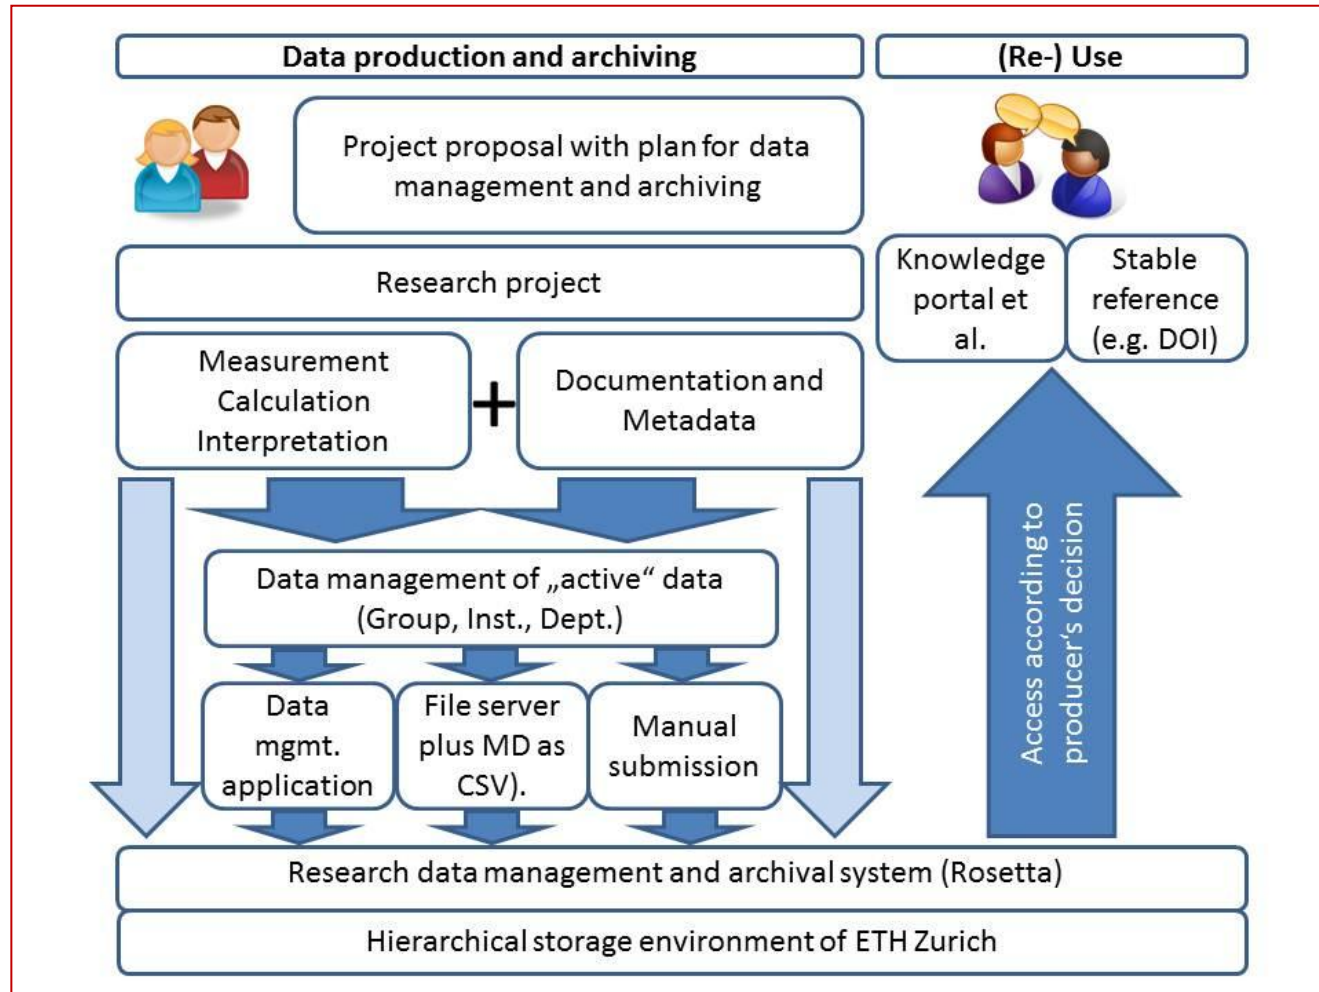 Data production and archiving
(Re-) Use
Project proposal with plan for data
management and archiving
Research project
Knowledge
portal et
al.
Stable
reference
(e.g. DOI)
Measurement
Calculation
Interpretation
+
Documentation and
Metadata
Data management of „active“ data
(Group, Inst., Dept.)
Data
mgmt.
application
File server
plus MD as
CSV).
Manual
submission
Access according to
producer‘s decision
Research data management and archival system (Rosetta)
Hierarchical storage environment of ETH Zurich